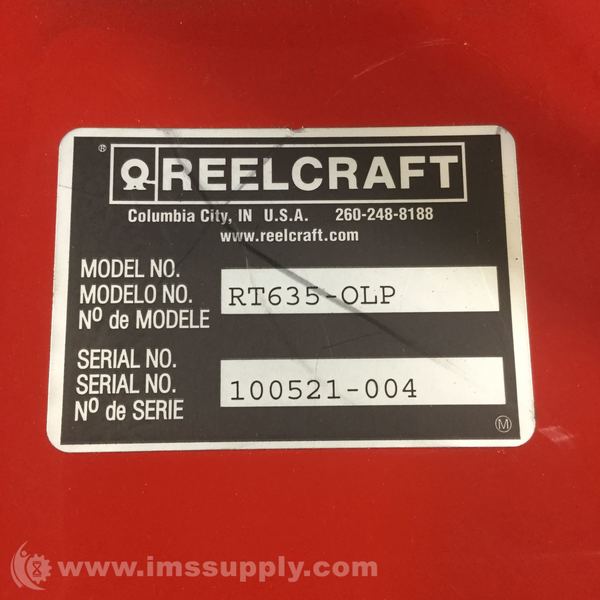 ® REELCRAFT
Columbia City, IN U.S.A. 260-248-8188
www.reelcraft.com
MODEL NO.
MODELO NO. RT635-OLP
Nº de MODELE
SERIAL NO.
SERIAL NO. 100521-004
Nº de SERIE
M
www.imssupply.com